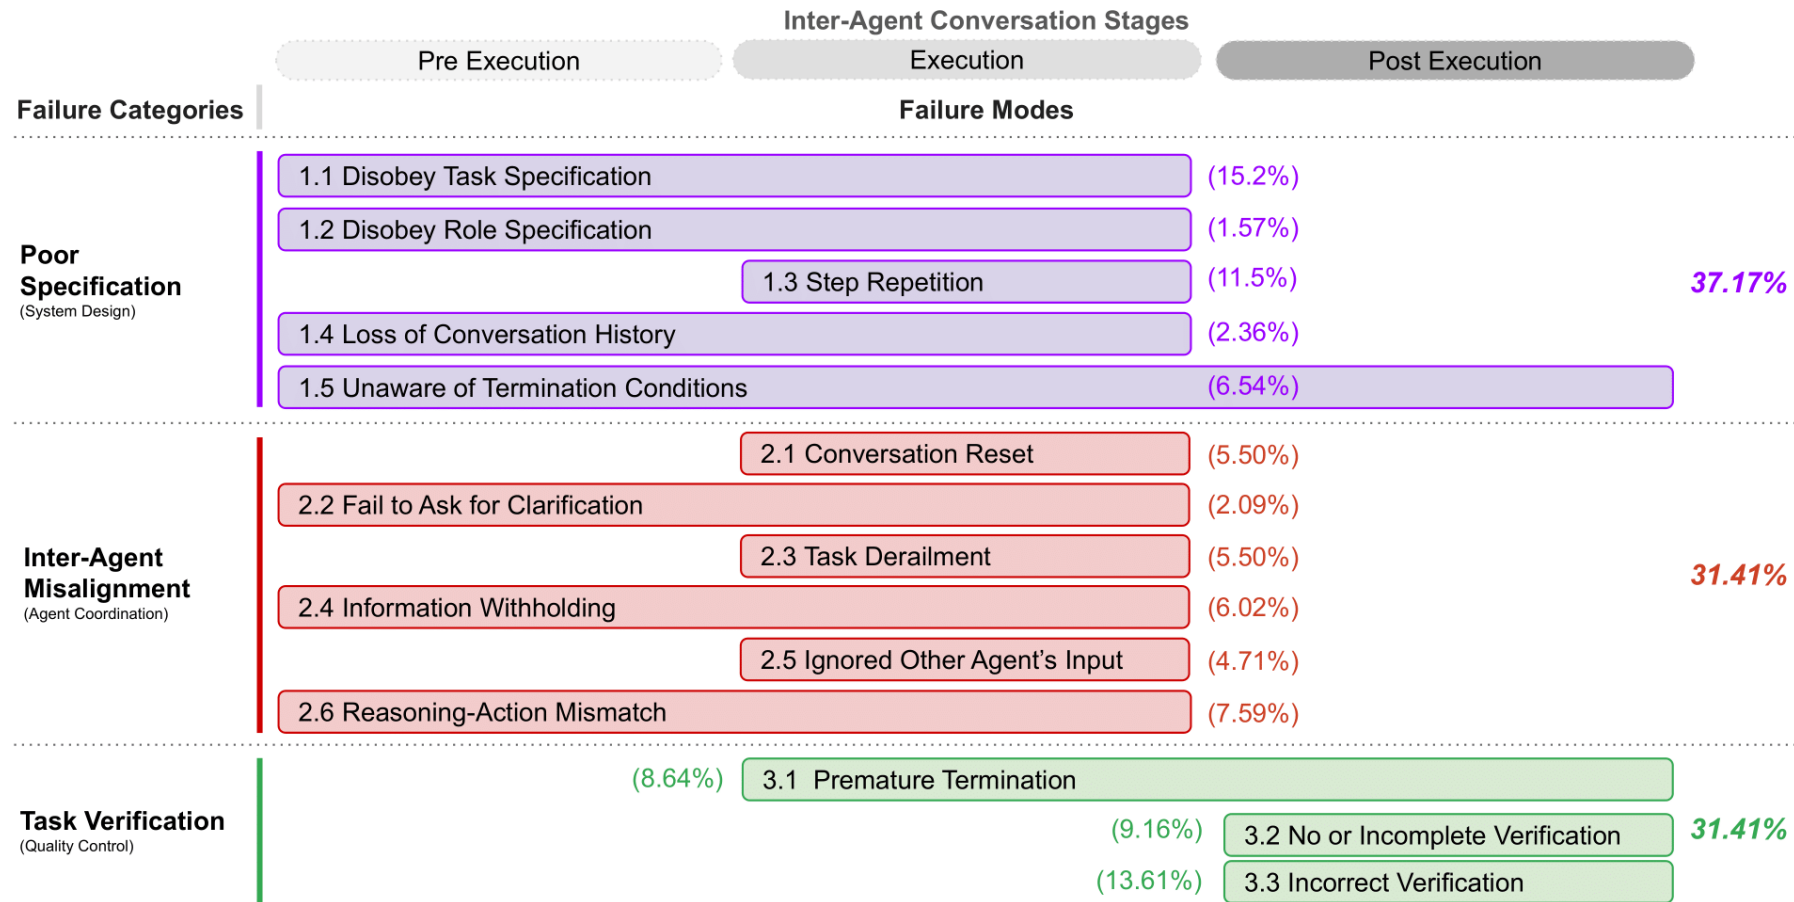 Inter-Agent Conversation Stages
Pre Execution
Execution
Post Execution
Failure Categories
Failure Modes
Poor
Specification
(System Design)
1.1 Disobey Task Specification
(15.2%)
1.2 Disobey Role Specification
(1.57%)
1.3 Step Repetition
(11.5%)
1.4 Loss of Conversation History
(2.36%)
1.5 Unaware of Termination Conditions
(6.54%)
37.17%
Inter-Agent
Misalignment
(Agent Coordination)
2.1 Conversation Reset
(5.50%)
2.2 Fail to Ask for Clarification
(2.09%)
2.3 Task Derailment
(5.50%)
2.4 Information Withholding
(6.02%)
2.5 Ignored Other Agent’s Input
(4.71%)
2.6 Reasoning-Action Mismatch
(7.59%)
31.41%
Task Verification
(Quality Control)
(8.64%)
3.1 Premature Termination
(9.16%)
3.2 No or Incomplete Verification
(13.61%)
3.3 Incorrect Verification
31.41%